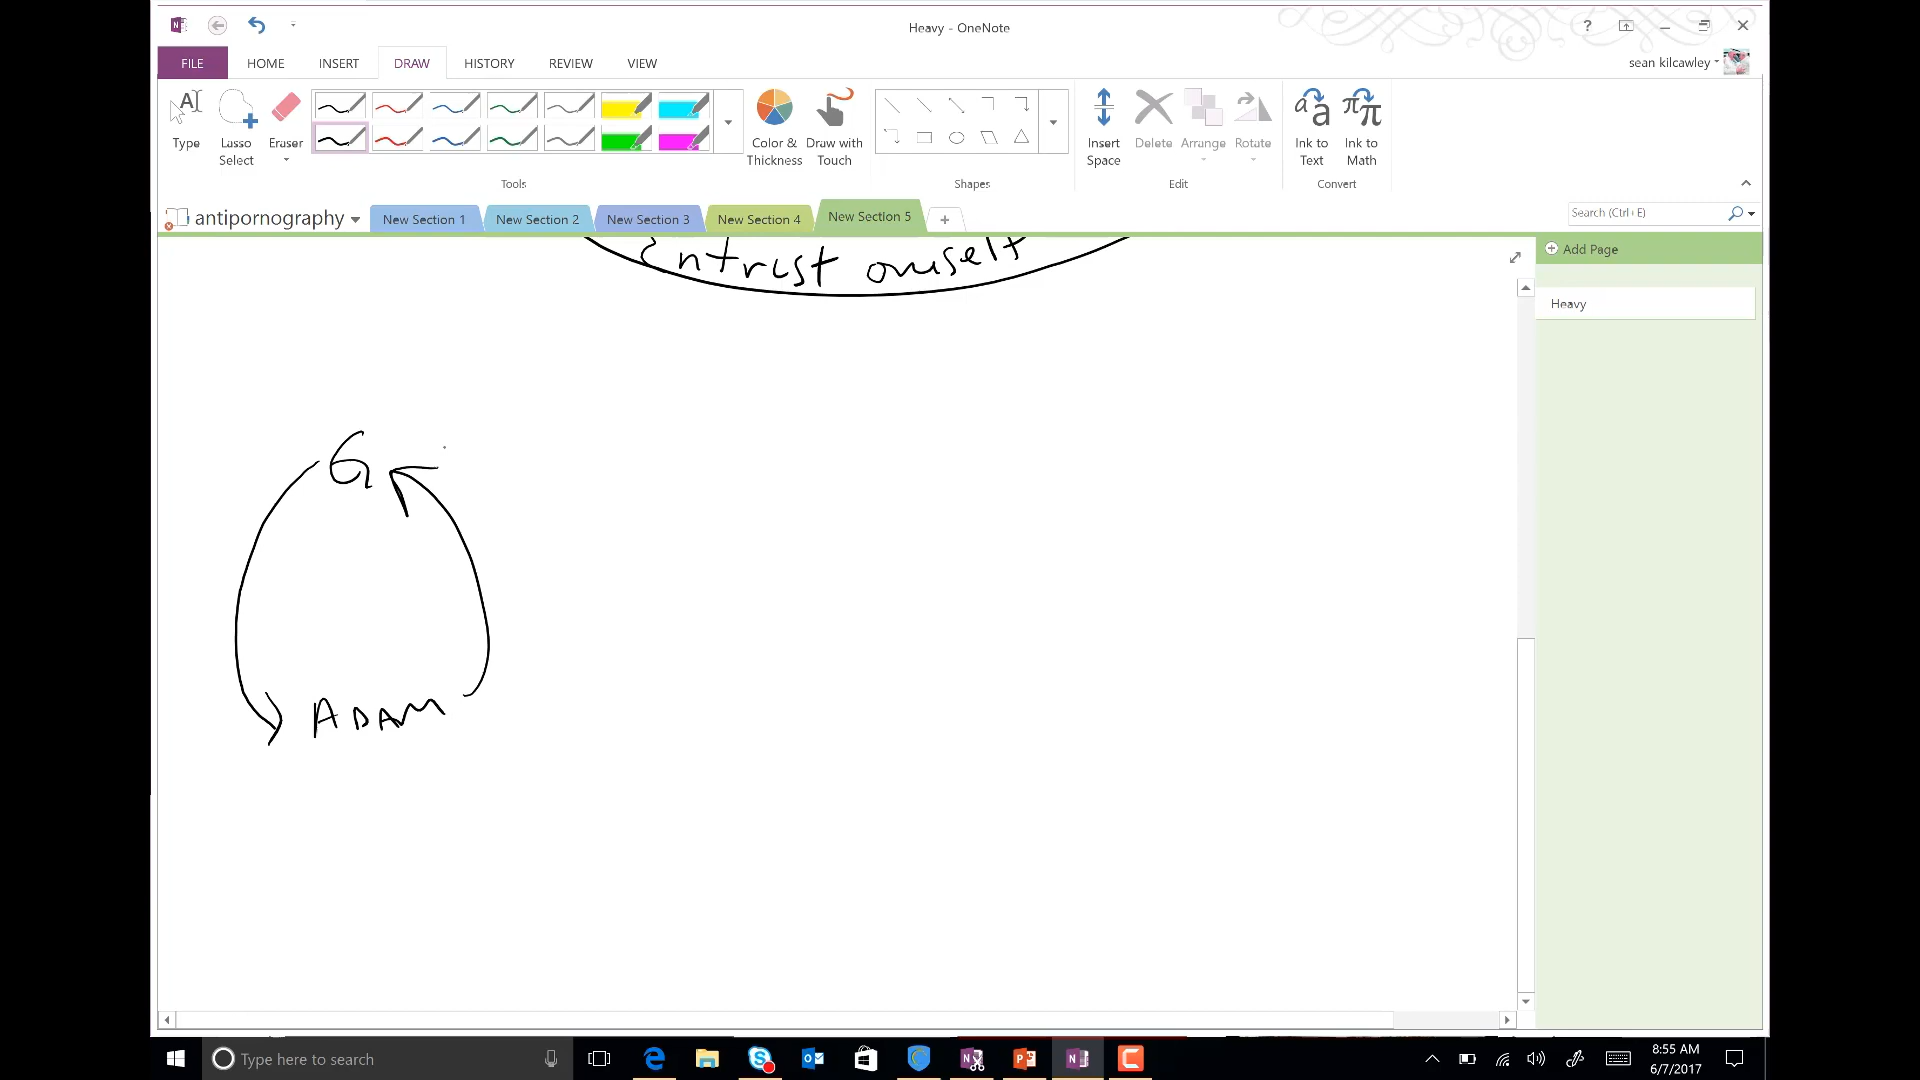 Heavy - OneNote
?
FILE HOME INSERT DRAW HISTORY REVIEW VIEW
sean kilcawley
Type
Lasso Select
Eraser
Color & Thickness
Draw with Touch
Insert Space
Delete
Arrange
Rotate
Ink to Text
Ink to Math
Tools
Shapes
Edit
Convert
antipornography
New Section 1
New Section 2
New Section 3
New Section 4
New Section 5
Search (Ctrl+E)
Add Page
Heavy
Entrust oneself
G
ADAM
Type here to search
8:55 AM
6/7/2017